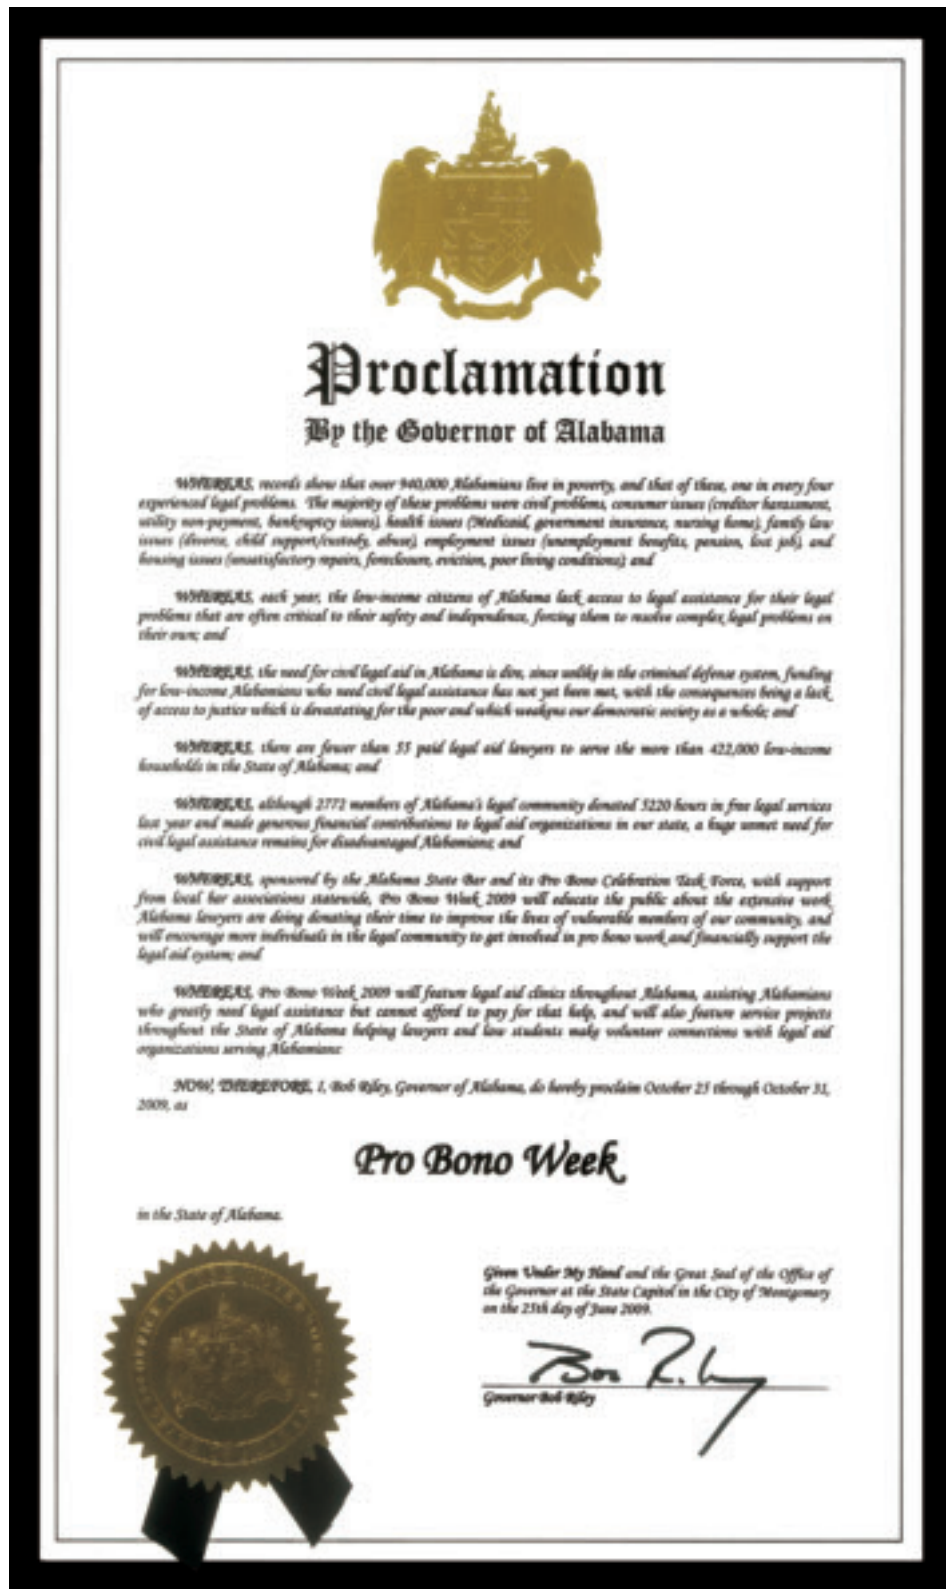 Proclamation
By the Governor of Alabama
WHEREAS, records show that over 940,000 Alabamians live in poverty, and that of these, one in every four
experienced legal problems. The majority of these problems were civil problems, consumer issues (creditor harassment,
utility non-payment, bankruptcy issues), health issues (Medicaid, government insurance, nursing home), family law
issues (divorce, child support/custody, abuse), employment issues (unemployment benefits, pension, lost job), and
housing issues (unsatisfactory repairs, foreclosure, eviction, poor living conditions); and
WHEREAS, each year, the low-income citizens of Alabama lack access to legal assistance for their legal
problems that are often critical to their safety and independence, forcing them to resolve complex legal problems on
their own; and
WHEREAS, the need for civil legal aid in Alabama is dire, since unlike in the criminal defense system, funding
for low-income Alabamians who need civil legal assistance has not yet been met, with the consequences being a lack
of access to justice which is devastating for the poor and which weakens our democratic society as a whole; and
WHEREAS, there are fewer than 55 paid legal aid lawyers to serve the more than 422,000 low-income
households in the State of Alabama; and
WHEREAS, although 2772 members of Alabama's legal community donated 5220 hours in free legal services
last year and made generous financial contributions to legal aid organizations in our state, a huge unmet need for
civil legal assistance remains for disadvantaged Alabamians; and
WHEREAS, sponsored by the Alabama State Bar and its Pro Bono Celebration Task Force, with support
from local bar associations statewide, Pro Bono Week 2009 will educate the public about the extensive work
Alabama lawyers are doing donating their time to improve the lives of vulnerable members of our community, and
will encourage more individuals in the legal community to get involved in pro bono work and financially support the
legal aid system; and
WHEREAS, Pro Bono Week 2009 will feature legal aid clinics throughout Alabama, assisting Alabamians
who greatly need legal assistance but cannot afford to pay for that help, and will also feature service projects
throughout the State of Alabama helping lawyers and law students make volunteer connections with legal aid
organizations serving Alabamians:
NOW, THEREFORE, I, Bob Riley, Governor of Alabama, do hereby proclaim October 25 through October 31,
2009, as
Pro Bono Week
in the State of Alabama.
Given Under My Hand and the Great Seal of the Office of
the Governor at the State Capitol in the City of Montgomery
on the 25th day of June 2009.
Bob Riley
Governor Bob Riley